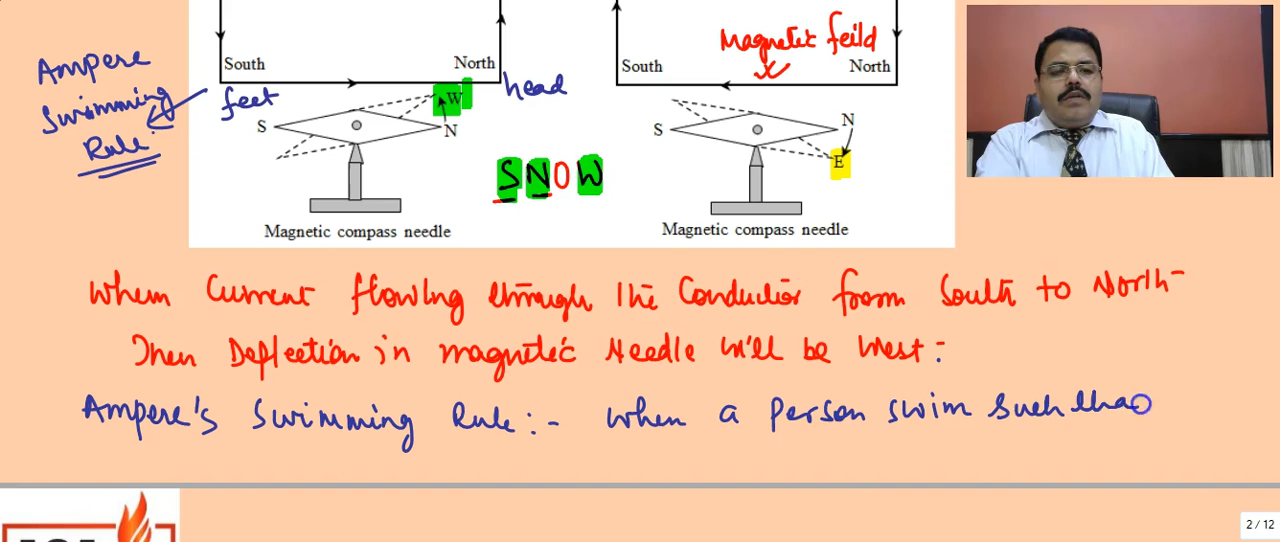 Ampere
Swimming
Rule
South
North
feet
head
W
S
N
SNOW
Magnetic compass needle
Magnetic feild
South
North
S
N
E
Magnetic compass needle
When Current flowing through the Conductor from South to North
Then Deflection in magnetic Needle will be West:
Ampere's Swimming Rule:- When a Person swim such tha
2 / 12